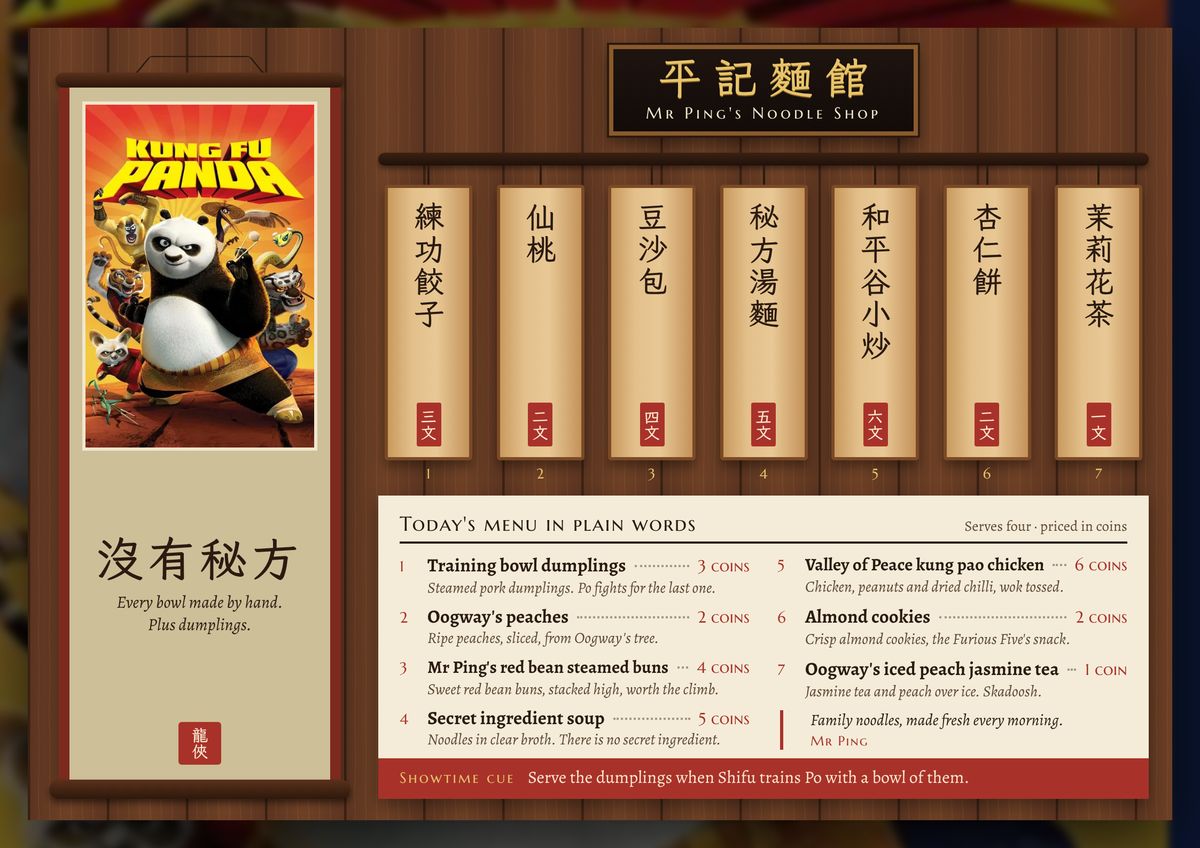 KUNG FU
PANDA
沒有秘方
Every bowl made by hand.
Plus dumplings.
龍俠
平記麵館
Mr Ping's Noodle Shop
練功餃子
三文
1
仙桃
二文
2
豆沙包
四文
3
秘方湯麵
五文
4
和平谷小炒
六文
5
杏仁餅
二文
6
茉莉花茶
一文
7
Today's menu in plain words
Serves four · priced in coins
1 Training bowl dumplings 3 coins
Steamed pork dumplings. Po fights for the last one.
2 Oogway's peaches 2 coins
Ripe peaches, sliced, from Oogway's tree.
3 Mr Ping's red bean steamed buns 4 coins
Sweet red bean buns, stacked high, worth the climb.
4 Secret ingredient soup 5 coins
Noodles in clear broth. There is no secret ingredient.
5 Valley of Peace kung pao chicken 6 coins
Chicken, peanuts and dried chilli, wok tossed.
6 Almond cookies 2 coins
Crisp almond cookies, the Furious Five's snack.
7 Oogway's iced peach jasmine tea 1 coin
Jasmine tea and peach over ice. Skadoosh.
Family noodles, made fresh every morning.
Mr Ping
Showtime cue Serve the dumplings when Shifu trains Po with a bowl of them.